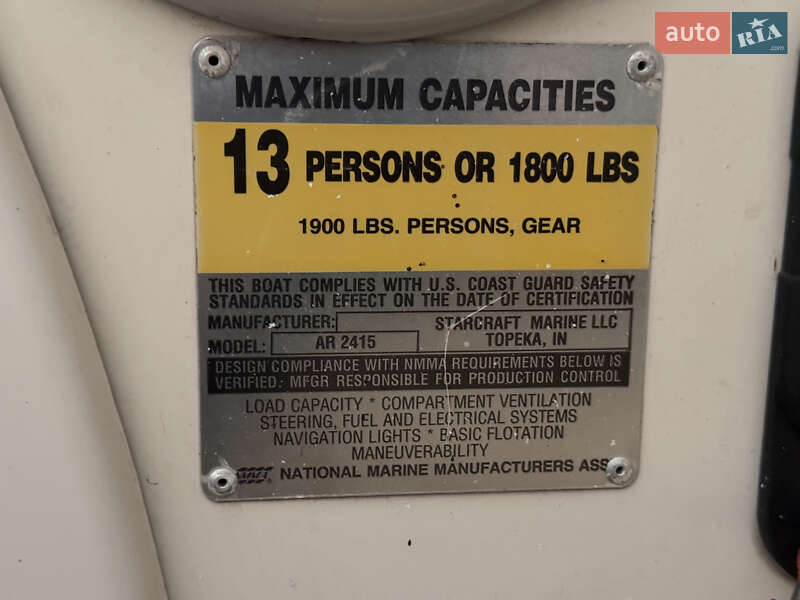 auto RIA.com
MAXIMUM CAPACITIES
13 PERSONS OR 1800 LBS
1900 LBS. PERSONS, GEAR
THIS BOAT COMPLIES WITH U.S. COAST GUARD SAFETY
STANDARDS IN EFFECT ON THE DATE OF CERTIFICATION
MANUFACTURER: STARCRAFT MARINE LLC
MODEL: AR 2415 TOPEKA, IN
DESIGN COMPLIANCE WITH NMMA REQUIREMENTS BELOW IS
VERIFIED. MFGR RESPONSIBLE FOR PRODUCTION CONTROL
LOAD CAPACITY * COMPARTMENT VENTILATION
STEERING, FUEL AND ELECTRICAL SYSTEMS
NAVIGATION LIGHTS * BASIC FLOTATION
MANEUVERABILITY
® NATIONAL MARINE MANUFACTURERS ASS